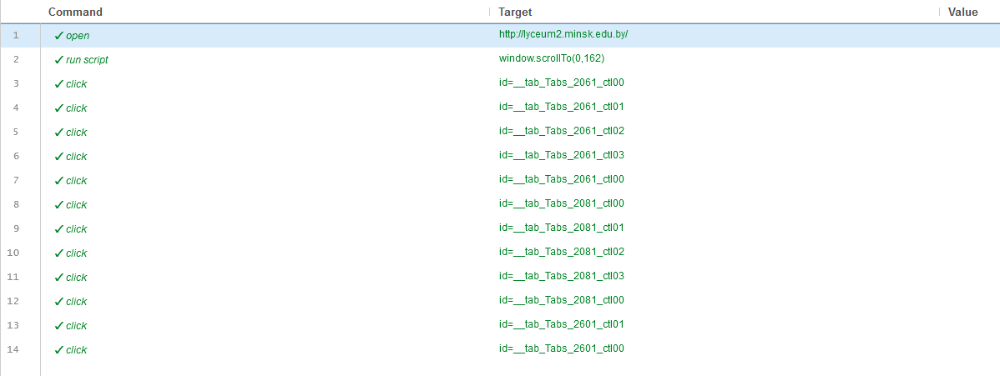 Command Target Value
1 ✓ open http://lyceum2.minsk.edu.by/
2 ✓ run script window.scrollTo(0,162)
3 ✓ click id=__tab_Tabs_2061_ctl00
4 ✓ click id=__tab_Tabs_2061_ctl01
5 ✓ click id=__tab_Tabs_2061_ctl02
6 ✓ click id=__tab_Tabs_2061_ctl03
7 ✓ click id=__tab_Tabs_2061_ctl00
8 ✓ click id=__tab_Tabs_2081_ctl00
9 ✓ click id=__tab_Tabs_2081_ctl01
10 ✓ click id=__tab_Tabs_2081_ctl02
11 ✓ click id=__tab_Tabs_2081_ctl03
12 ✓ click id=__tab_Tabs_2081_ctl00
13 ✓ click id=__tab_Tabs_2601_ctl01
14 ✓ click id=__tab_Tabs_2601_ctl00